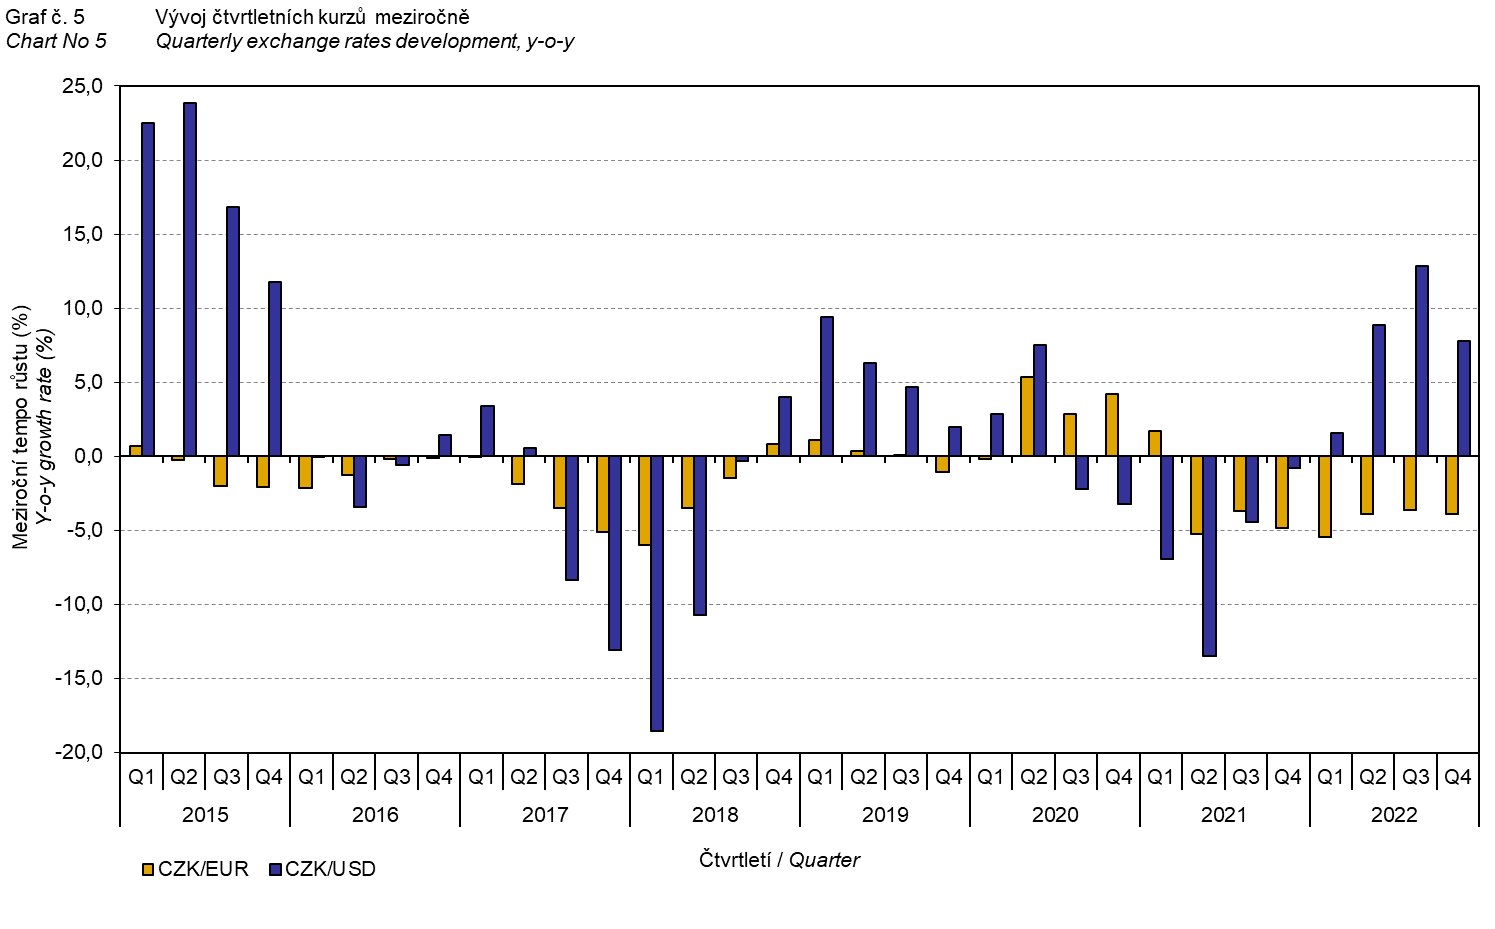 Graf č. 5 Vývoj čtvrtletních kurzů meziročně
Chart No 5 Quarterly exchange rates development, y-o-y
Meziroční tempo růstu (%)
Y-o-y growth rate (%)
25,0
20,0
15,0
10,0
5,0
0,0
-5,0
-10,0
-15,0
-20,0
Q1 Q2 Q3 Q4 Q1 Q2 Q3 Q4 Q1 Q2 Q3 Q4 Q1 Q2 Q3 Q4 Q1 Q2 Q3 Q4 Q1 Q2 Q3 Q4 Q1 Q2 Q3 Q4 Q1 Q2 Q3 Q4
2015 2016 2017 2018 2019 2020 2021 2022
Čtvrtletí / Quarter
CZK/EUR CZK/USD